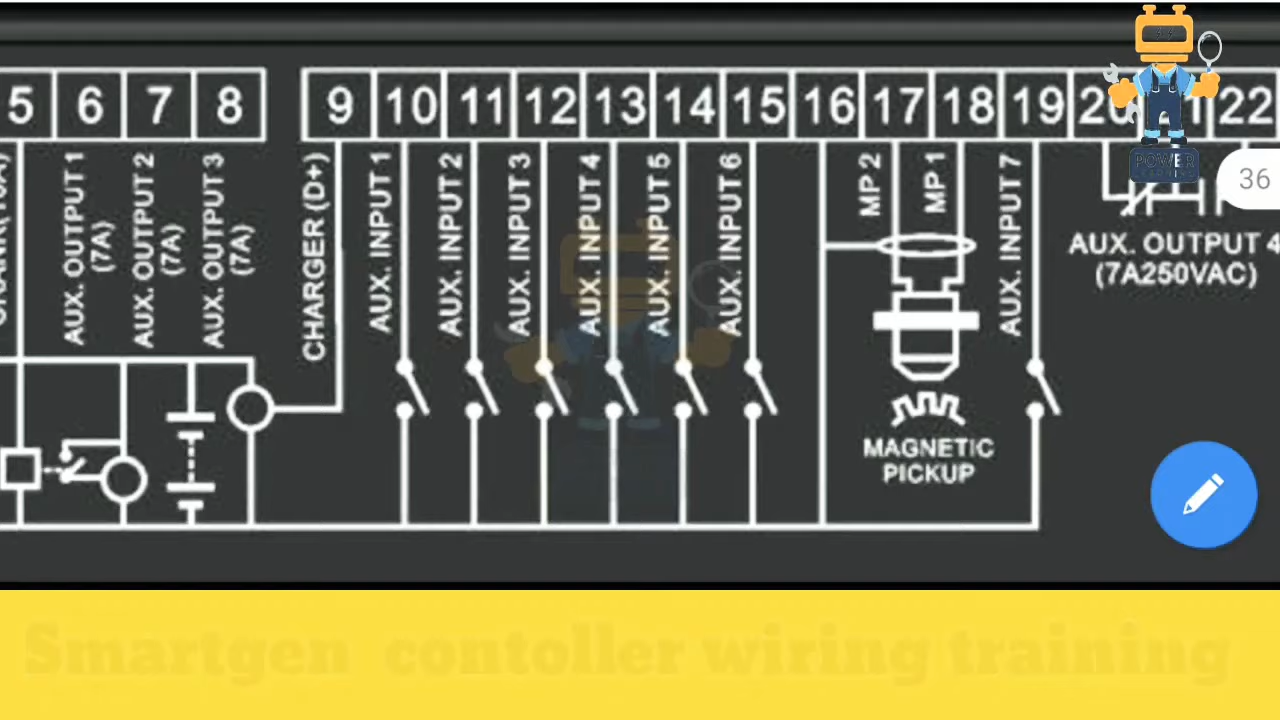 5 6 7 8 9 10 11 12 13 14 15 16 17 18 19 20 22
AUX. OUTPUT 1
(7A)
AUX. OUTPUT 2
(7A)
AUX. OUTPUT 3
(7A)
CHARGER (D+)
AUX. INPUT 1
AUX. INPUT 2
AUX. INPUT 3
AUX. INPUT 4
AUX. INPUT 5
AUX. INPUT 6
MP 2
MP 1
AUX. INPUT 7
POWER
36
AUX. OUTPUT 4
(7A250VAC)
MAGNETIC
PICKUP
Smartgen contoller wiring training